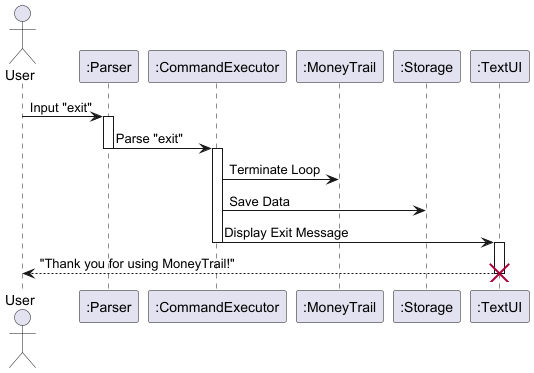 User
:Parser
:CommandExecutor
:MoneyTrail
:Storage
:TextUI
Input "exit"
Parse "exit"
Terminate Loop
Save Data
Display Exit Message
"Thank you for using MoneyTrail!"
User
:Parser
:CommandExecutor
:MoneyTrail
:Storage
:TextUI